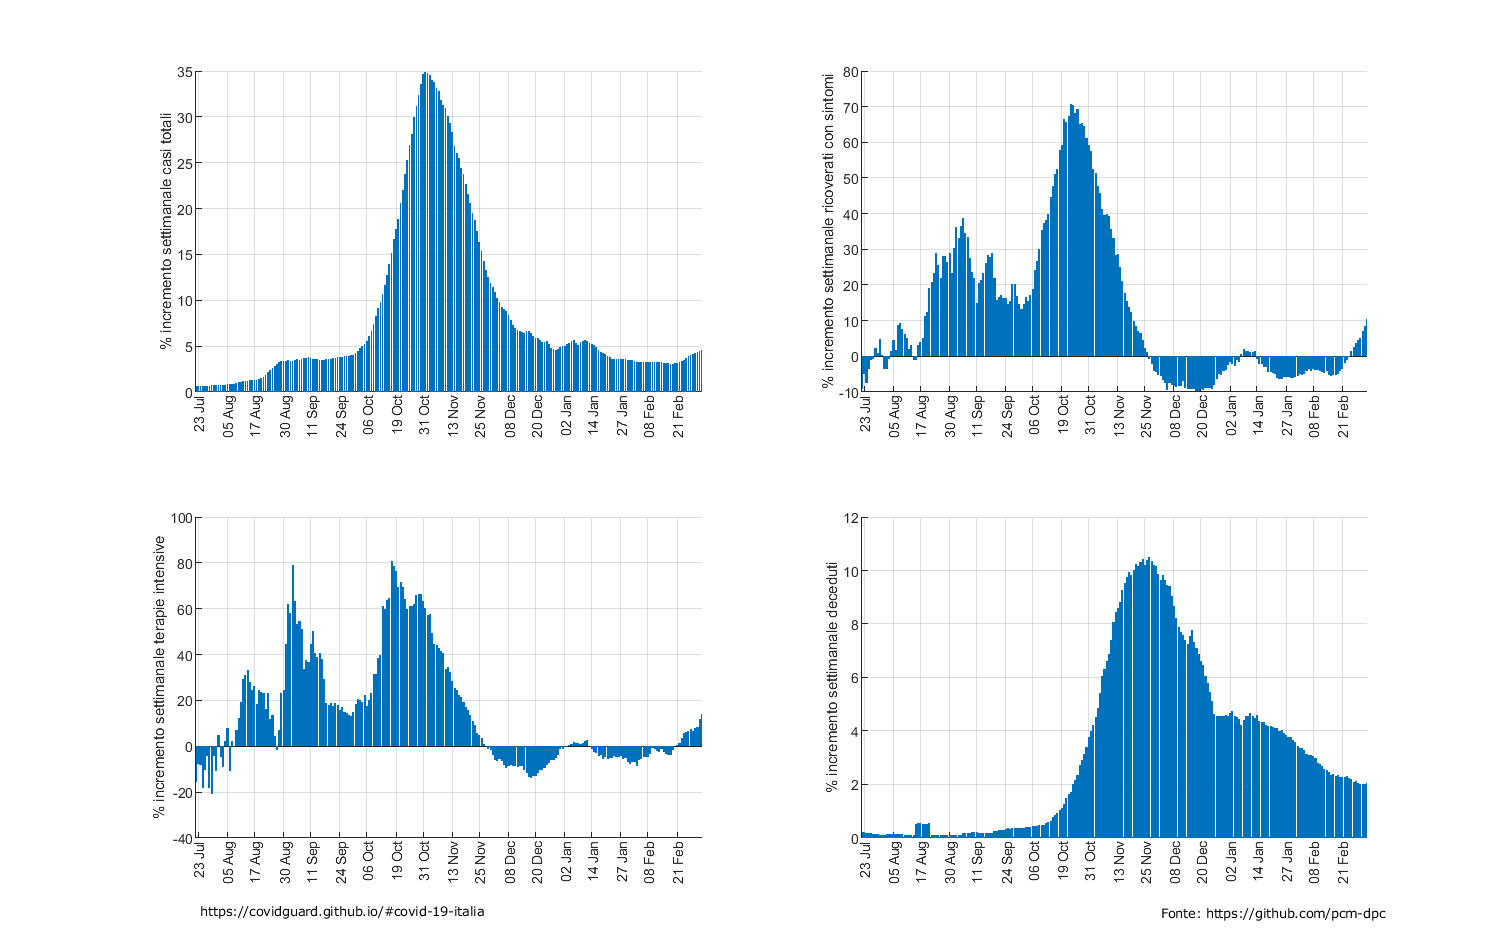 % incremento settimanale casi totali
35
30
25
20
15
10
5
0
23 Jul
05 Aug
17 Aug
30 Aug
11 Sep
24 Sep
06 Oct
19 Oct
31 Oct
13 Nov
25 Nov
08 Dec
20 Dec
02 Jan
14 Jan
27 Jan
08 Feb
21 Feb
% incremento settimanale ricoverati con sintomi
80
70
60
50
40
30
20
10
0
-10
23 Jul
05 Aug
17 Aug
30 Aug
11 Sep
24 Sep
06 Oct
19 Oct
31 Oct
13 Nov
25 Nov
08 Dec
20 Dec
02 Jan
14 Jan
27 Jan
08 Feb
21 Feb
% incremento settimanale terapie intensive
100
80
60
40
20
0
-20
-40
23 Jul
05 Aug
17 Aug
30 Aug
11 Sep
24 Sep
06 Oct
19 Oct
31 Oct
13 Nov
25 Nov
08 Dec
20 Dec
02 Jan
14 Jan
27 Jan
08 Feb
21 Feb
% incremento settimanale deceduti
12
10
8
6
4
2
0
23 Jul
05 Aug
17 Aug
30 Aug
11 Sep
24 Sep
06 Oct
19 Oct
31 Oct
13 Nov
25 Nov
08 Dec
20 Dec
02 Jan
14 Jan
27 Jan
08 Feb
21 Feb
https://covidguard.github.io/#covid-19-italia
Fonte: https://github.com/pcm-dpc